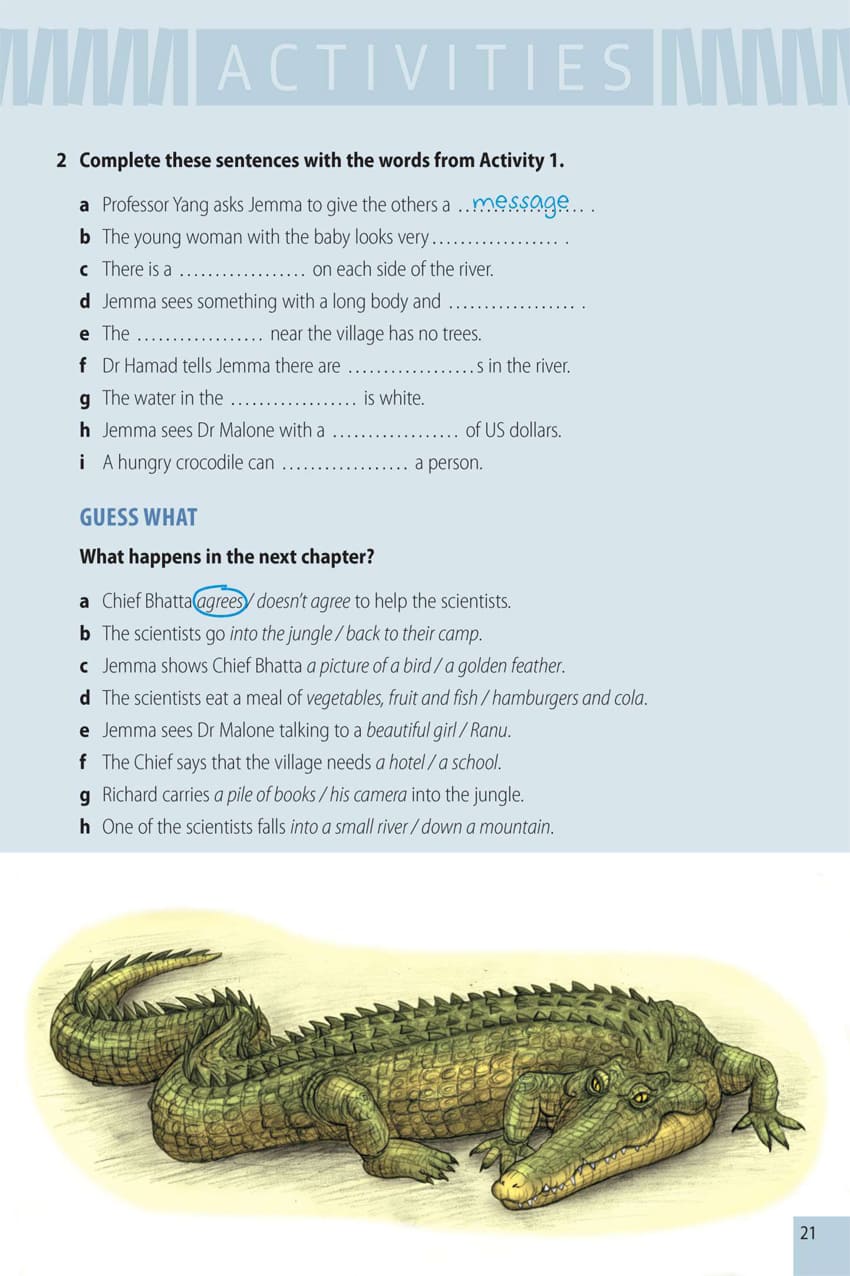 ACTIVITIES
2 Complete these sentences with the words from Activity 1.
a Professor Yang asks Jemma to give the others a ...message... .
b The young woman with the baby looks very .................. .
c There is a .................. on each side of the river.
d Jemma sees something with a long body and .................. .
e The .................. near the village has no trees.
f Dr Hamad tells Jemma there are ..................s in the river.
g The water in the .................. is white.
h Jemma sees Dr Malone with a .................. of US dollars.
i A hungry crocodile can .................. a person.
GUESS WHAT
What happens in the next chapter?
a Chief Bhatta agrees / doesn't agree to help the scientists.
b The scientists go into the jungle / back to their camp.
c Jemma shows Chief Bhatta a picture of a bird / a golden feather.
d The scientists eat a meal of vegetables, fruit and fish / hamburgers and cola.
e Jemma sees Dr Malone talking to a beautiful girl / Ranu.
f The Chief says that the village needs a hotel / a school.
g Richard carries a pile of books / his camera into the jungle.
h One of the scientists falls into a small river / down a mountain.
21